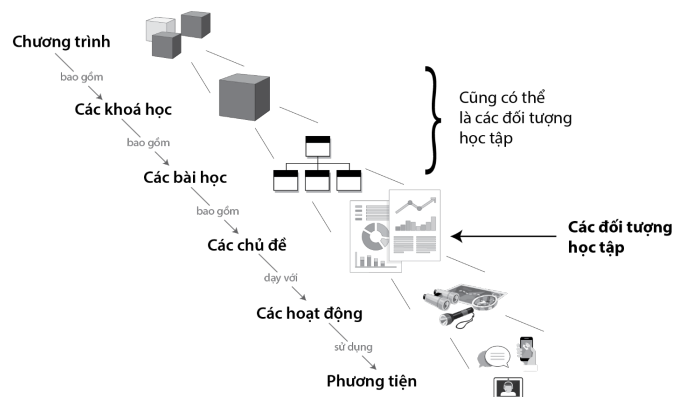 Chương trình
bao gồm
Các khoá học
bao gồm
Các bài học
bao gồm
Các chủ đề
dạy với
Các hoạt động
sử dụng
Phương tiện
Cũng có thể
là các đối tượng
học tập
Các đối tượng
học tập